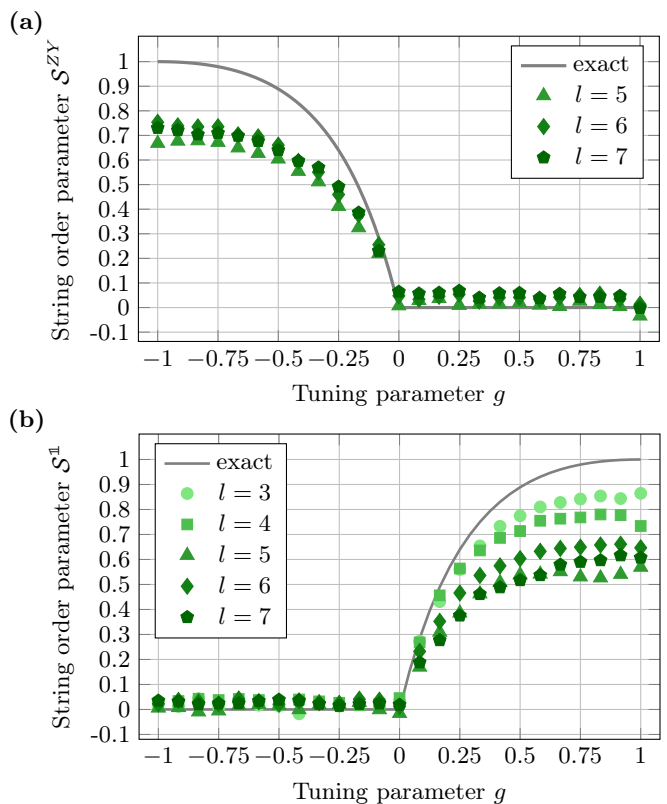 (a)
String order parameter 𝒮^{ZY}
1
0.9
0.8
0.7
0.6
0.5
0.4
0.3
0.2
0.1
0
-0.1
exact
l = 5
l = 6
l = 7
−1 −0.75 −0.5 −0.25 0 0.25 0.5 0.75 1
Tuning parameter g
(b)
String order parameter 𝒮^𝟙
1
0.9
0.8
0.7
0.6
0.5
0.4
0.3
0.2
0.1
0
-0.1
exact
l = 3
l = 4
l = 5
l = 6
l = 7
−1 −0.75 −0.5 −0.25 0 0.25 0.5 0.75 1
Tuning parameter g